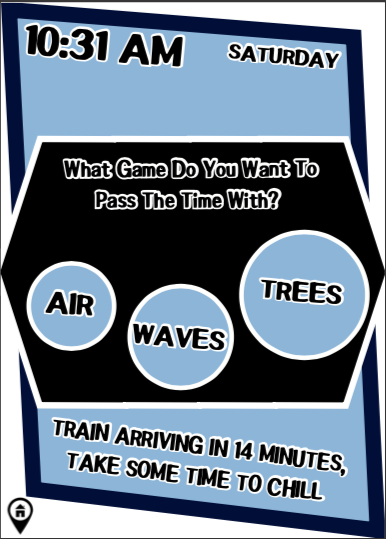 10:31 AM
SATURDAY
What Game Do You Want To
Pass The Time With?
AIR
WAVES
TREES
TRAIN ARRIVING IN 14 MINUTES,
TAKE SOME TIME TO CHILL